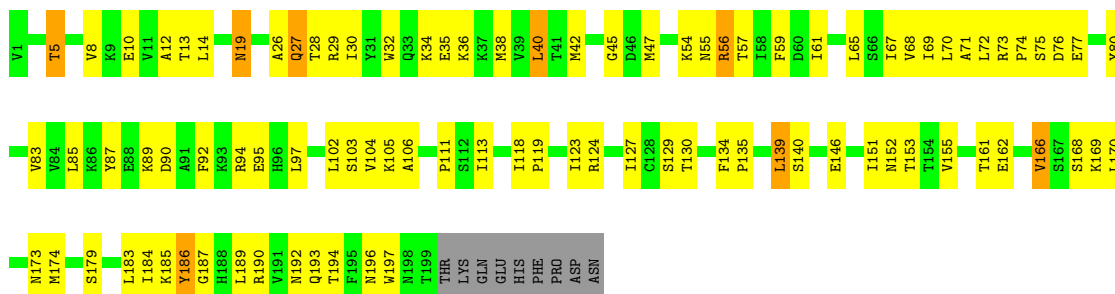 V1 T5 V8 K9 E10 V11 A12 T13 L14 N19 A26 Q27 T28 R29 I30 Y31 W32 Q33 K34 E35 K36 K37 M38 V39 L40 T41 M42 G45 D46 M47 K54 N55 R56 T57 I58 F59 D60 I61 L65 S66 I67 V68 I69 L70 A71 L72 R73 P74 S75 D76 E77
V83 V84 L85 K86 Y87 E88 K89 D90 A91 F92 K93 R94 E95 H96 L97 L102 S103 V104 K105 A106 P111 S112 I113 I118 P119 I123 R124 I127 C128 S129 T130 F134 P135 L139 S140 E146 I151 N152 T153 T154 V155 T161 E162 V166 S167 S168 K169
N173 M174 S179 L183 I184 K185 Y186 G187 H188 L189 R190 V191 N192 Q193 T194 F195 N196 W197 N198 T199 THR LYS GLN GLU HIS PHE PRO ASP ASN